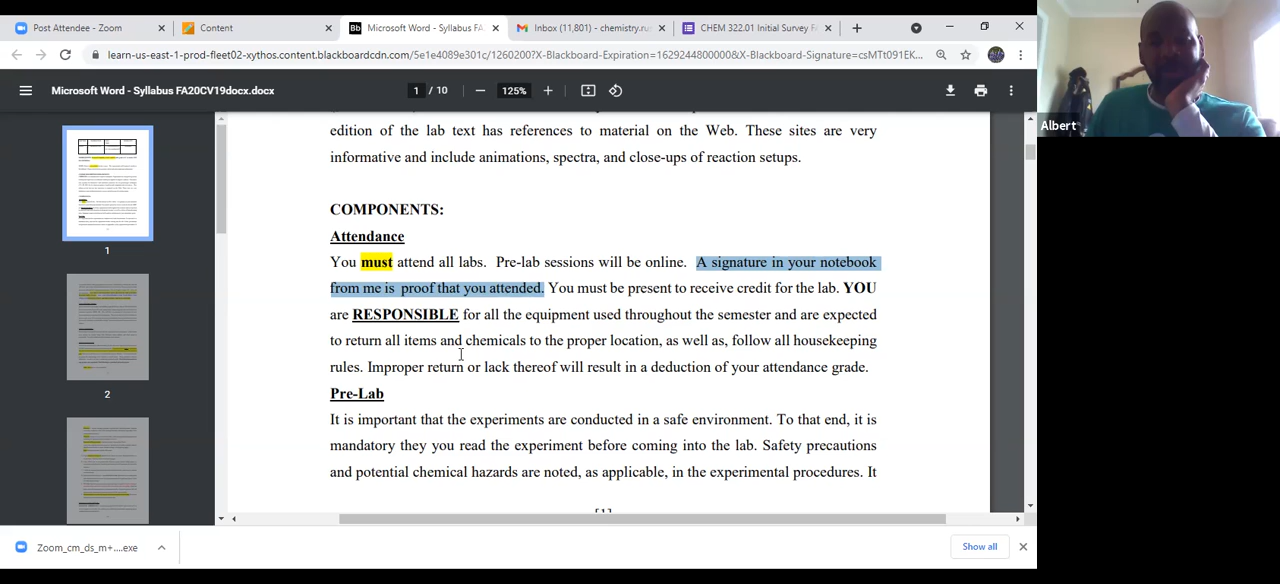 Post Attendee - Zoom
Content
Microsoft Word - Syllabus FA
Inbox (11,801) - chemistry.ru
CHEM 322.01 Initial Survey F
learn-us-east-1-prod-fleet02-xythos.content.blackboardcdn.com/5e1e4089e301c/1260200?X-Blackboard-Expiration=1629244800000&X-Blackboard-Signature=csMTt091EK...
Microsoft Word - Syllabus FA20CV19docx.docx
1 / 10
125%
Albert
edition of the lab text has references to material on the Web. These sites are very
informative and include animations, spectra, and close-ups of reaction setups.
COMPONENTS:
Attendance
You must attend all labs. Pre-lab sessions will be online. A signature in your notebook
from me is proof that you attended. You must be present to receive credit for the lab. YOU
are RESPONSIBLE for all the equipment used throughout the semester and are expected
to return all items and chemicals to the proper location, as well as, follow all housekeeping
rules. Improper return or lack thereof will result in a deduction of your attendance grade.
Pre-Lab
It is important that the experiments are conducted in a safe environment. To that end, it is
mandatory they you read the experiment before coming into the lab. Safety precautions
and potential chemical hazards are noted, as applicable, in the experimental procedures. It
1
2
Zoom_cm_ds_m+....exe
Show all